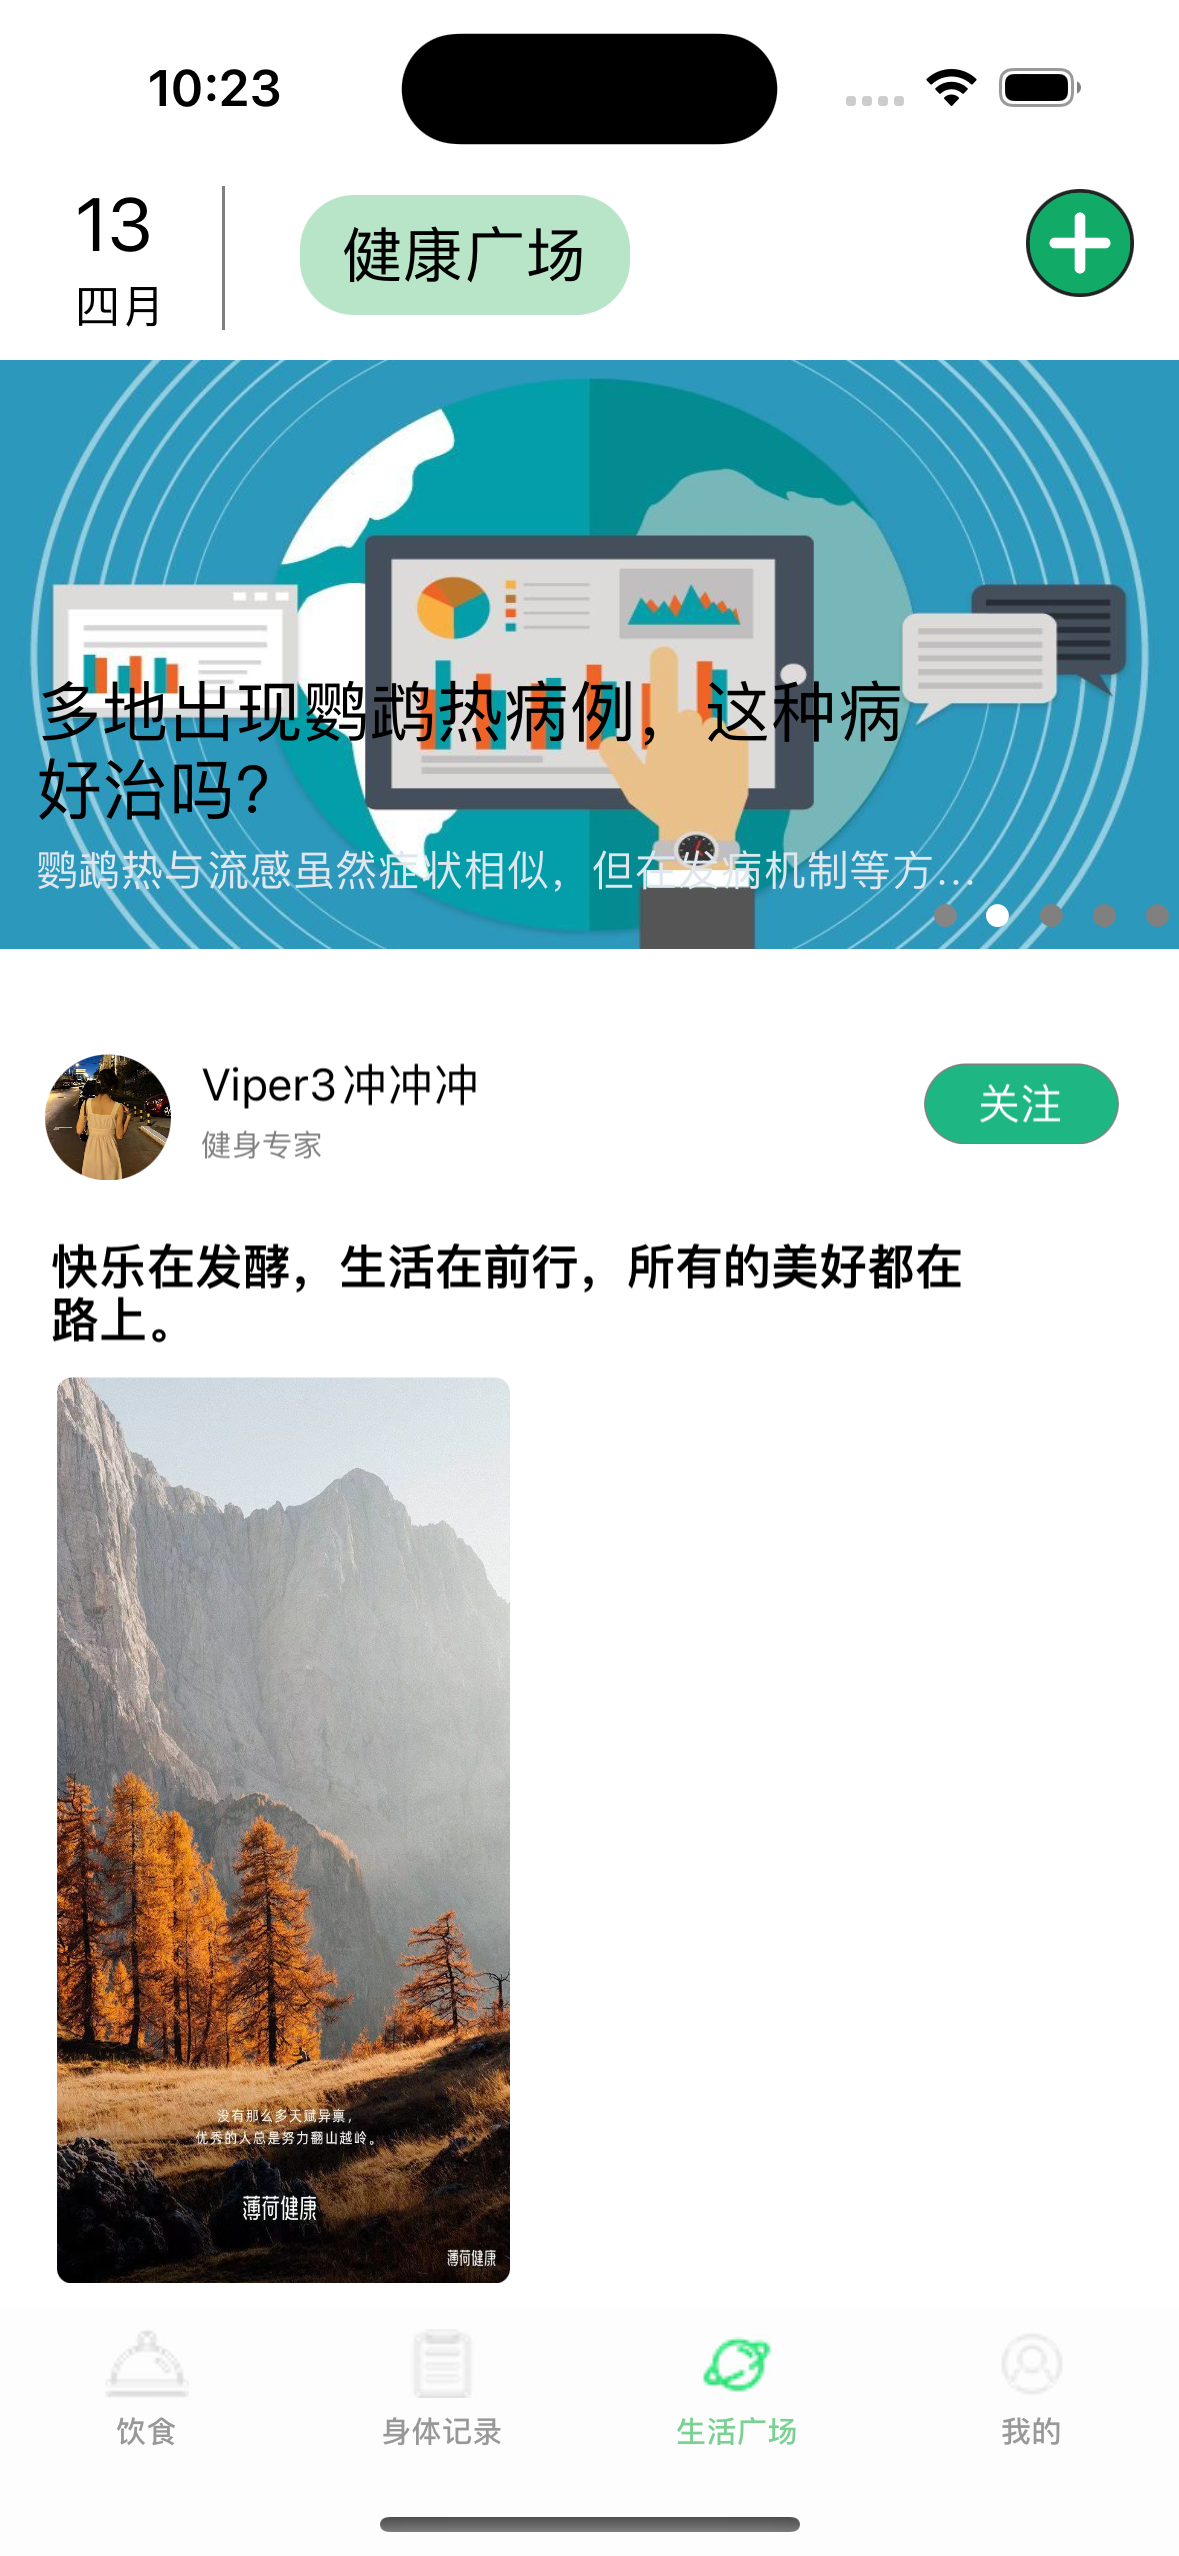 10:23
13
四月
健康广场
多地出现鹦鹉热病例，这种病
好治吗?
鹦鹉热与流感虽然症状相似，但在发病机制等方...
Viper3冲冲冲
健身专家
关注
快乐在发酵，生活在前行，所有的美好都在
路上。
没有那么多天赋异禀，
优秀的人总是努力翻山越岭。
薄荷健康
薄荷健康
饮食
身体记录
生活广场
我的